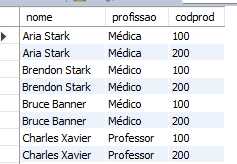 nome profissao codprod
Aria Stark Médica 100
Aria Stark Médica 200
Brendon Stark Médico 100
Brendon Stark Médico 200
Bruce Banner Médico 100
Bruce Banner Médico 200
Charles Xavier Professor 100
Charles Xavier Professor 200